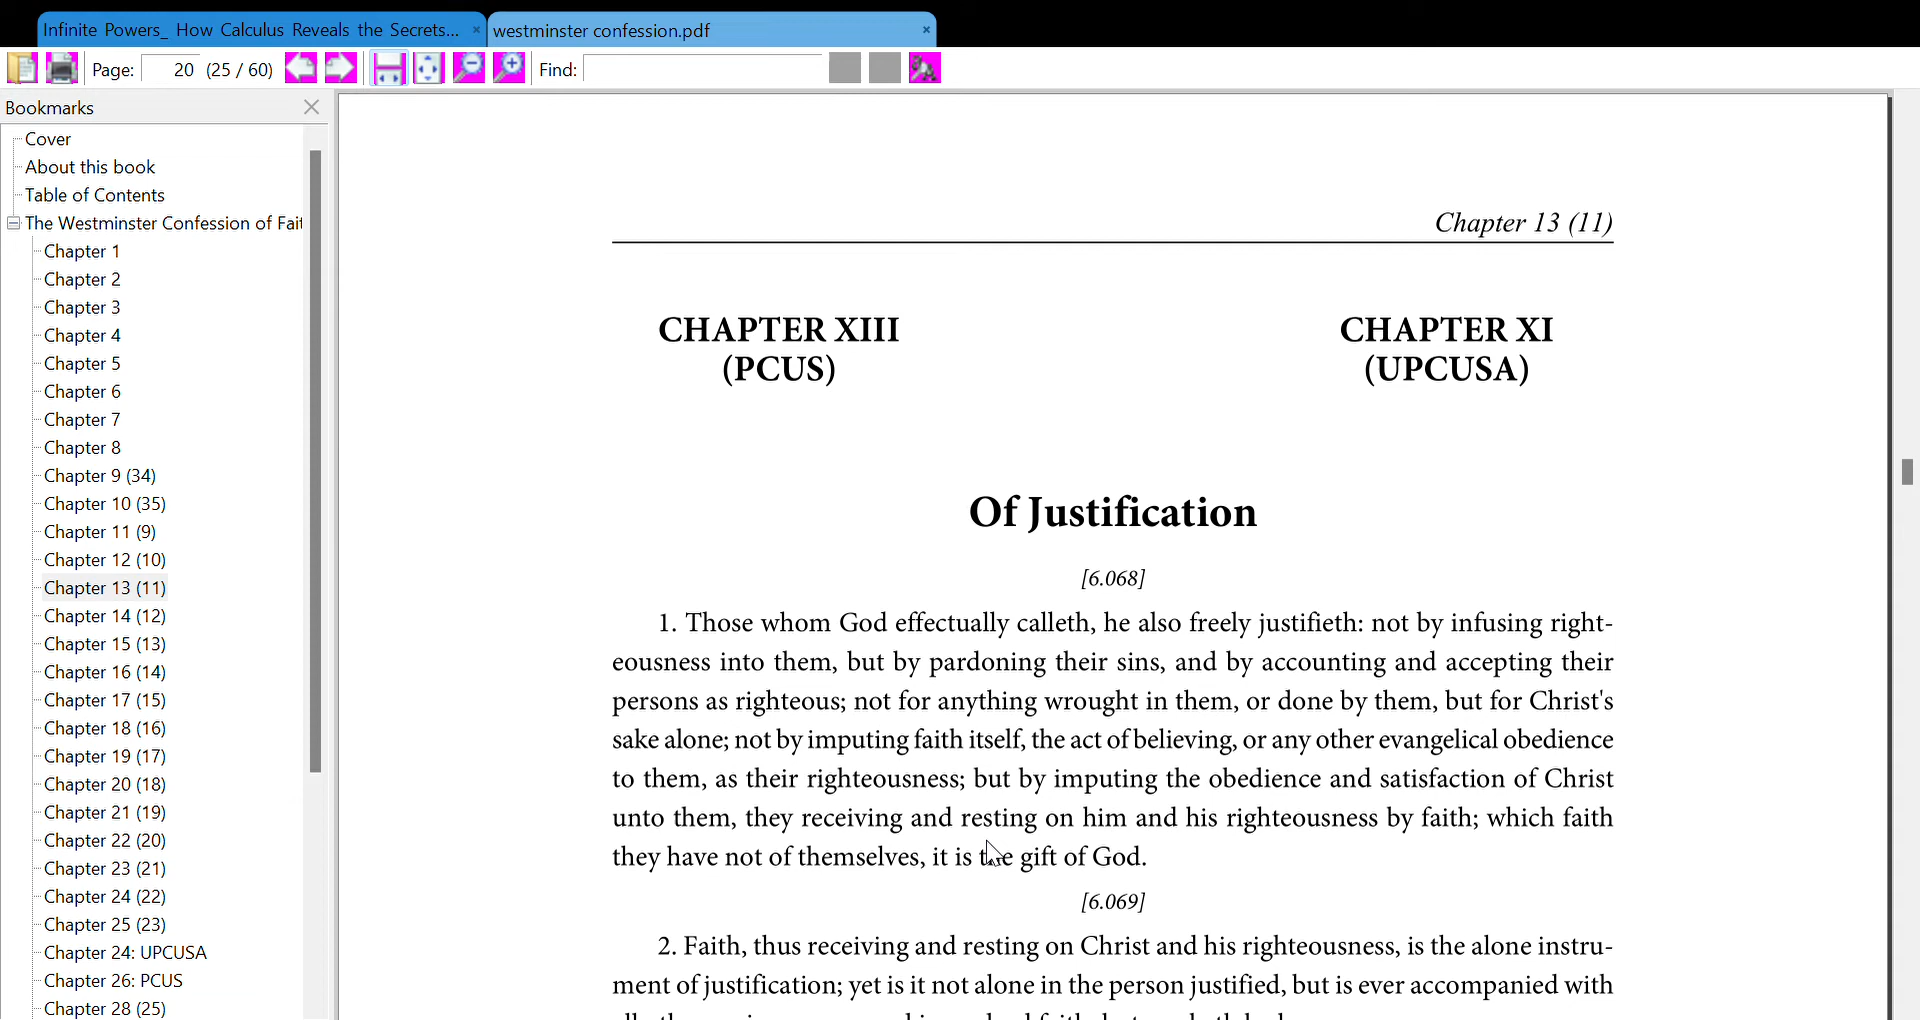 Infinite Powers_ How Calculus Reveals the Secrets... ×
westminster confession.pdf ×
Page: 20 (25 / 60) Find:
Bookmarks
Cover
About this book
Table of Contents
The Westminster Confession of Fait
Chapter 1
Chapter 2
Chapter 3
Chapter 4
Chapter 5
Chapter 6
Chapter 7
Chapter 8
Chapter 9 (34)
Chapter 10 (35)
Chapter 11 (9)
Chapter 12 (10)
Chapter 13 (11)
Chapter 14 (12)
Chapter 15 (13)
Chapter 16 (14)
Chapter 17 (15)
Chapter 18 (16)
Chapter 19 (17)
Chapter 20 (18)
Chapter 21 (19)
Chapter 22 (20)
Chapter 23 (21)
Chapter 24 (22)
Chapter 25 (23)
Chapter 24: UPCUSA
Chapter 26: PCUS
Chapter 28 (25)
Chapter 13 (11)
CHAPTER XIII
(PCUS)
CHAPTER XI
(UPCUSA)
Of Justification
[6.068]
1. Those whom God effectually calleth, he also freely justifieth: not by infusing right-
eousness into them, but by pardoning their sins, and by accounting and accepting their
persons as righteous; not for anything wrought in them, or done by them, but for Christ's
sake alone; not by imputing faith itself, the act of believing, or any other evangelical obedience
to them, as their righteousness; but by imputing the obedience and satisfaction of Christ
unto them, they receiving and resting on him and his righteousness by faith; which faith
they have not of themselves, it is the gift of God.
[6.069]
2. Faith, thus receiving and resting on Christ and his righteousness, is the alone instru-
ment of justification; yet is it not alone in the person justified, but is ever accompanied with